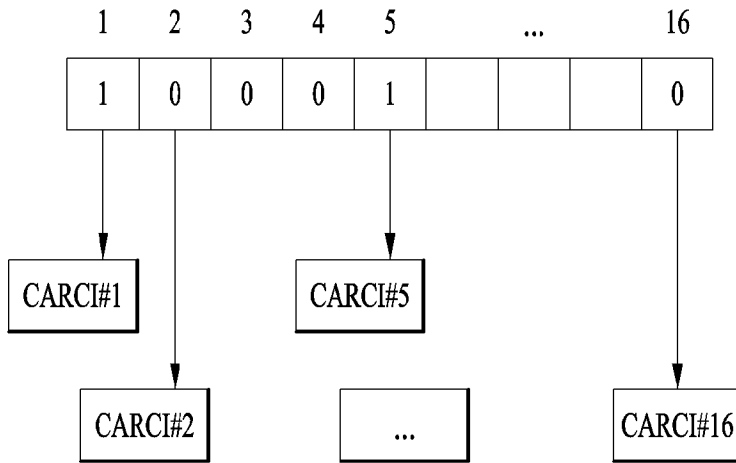 1 2 3 4 5 ... 16
1 0 0 0 1 0
CARCI#1 CARCI#5
CARCI#2 ... CARCI#16